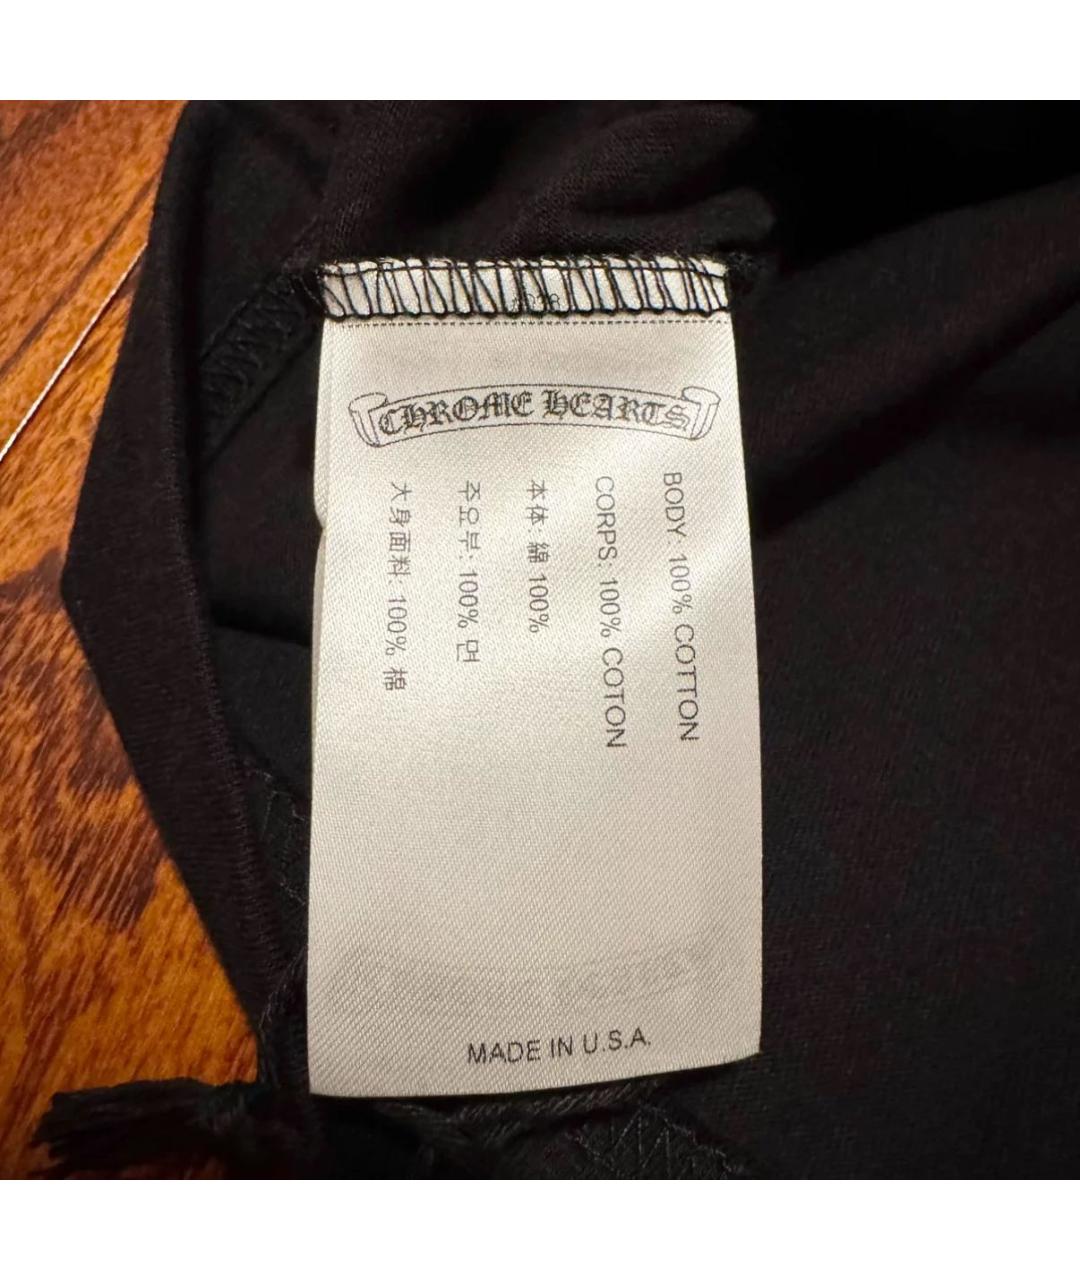 CHROME HEARTS
BODY: 100% COTTON
CORPS: 100% COTON
本体: 綿 100%
주요부: 100% 면
大身面料: 100% 棉
MADE IN U.S.A.